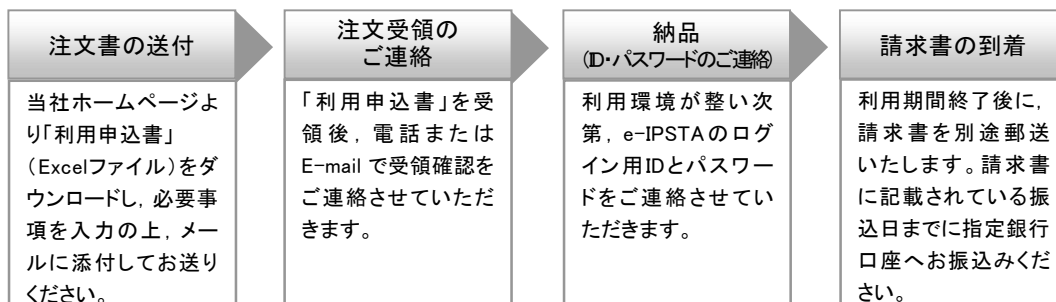 注文書の送付
当社ホームページよ
り「利用申込書」
（Excelファイル）をダ
ウンロードし，必要事
項を入力の上，メー
ルに添付してお送り
ください。
注文受領の
ご連絡
「利用申込書」を受
領後，電話または
E-mail で受領確認を
ご連絡させていただ
きます。
納品
（ID・パスワードのご連絡）
利用環境が整い次
第，e-IPSTAのログ
イン用IDとパスワー
ドをご連絡させてい
ただきます。
請求書の到着
利用期間終了後に，
請求書を別途郵送
いたします。請求書
に記載されている振
込日までに指定銀行
口座へお振込みくだ
さい。